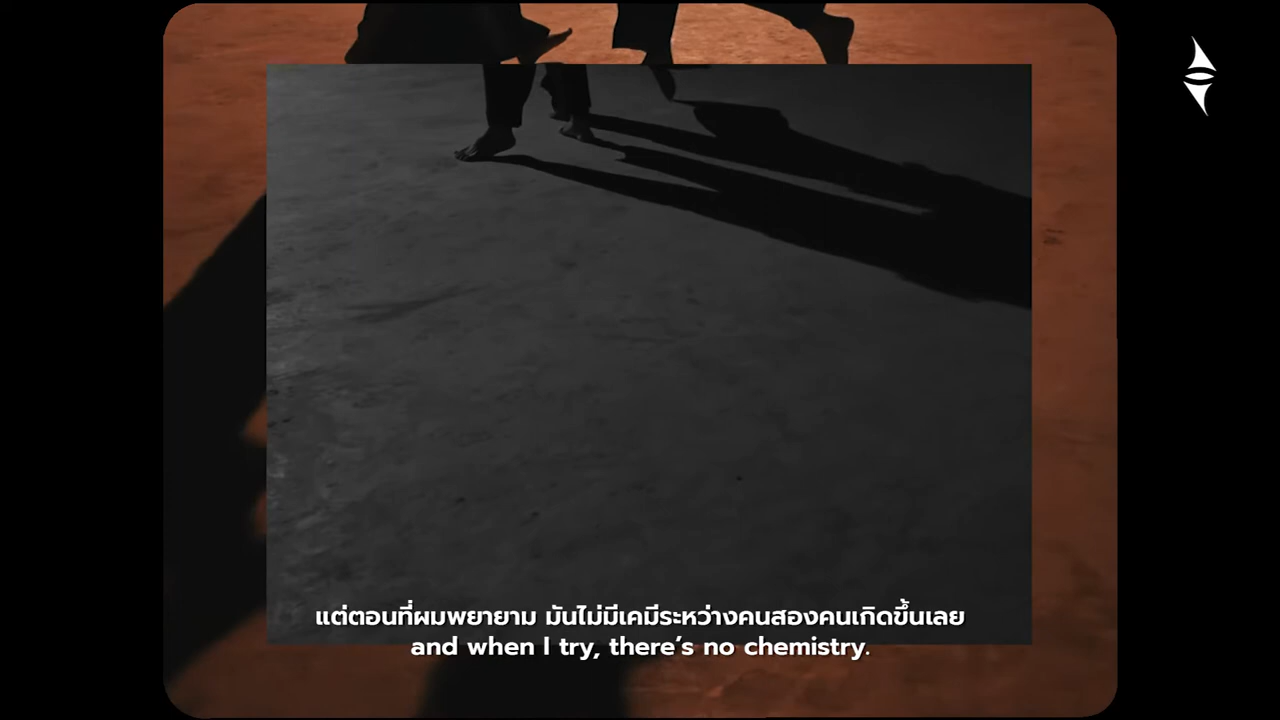 แต่ตอนที่ผมพยายาม มันไม่มีเคมีระหว่างคนสองคนเกิดขึ้นเลย
and when I try, there’s no chemistry.